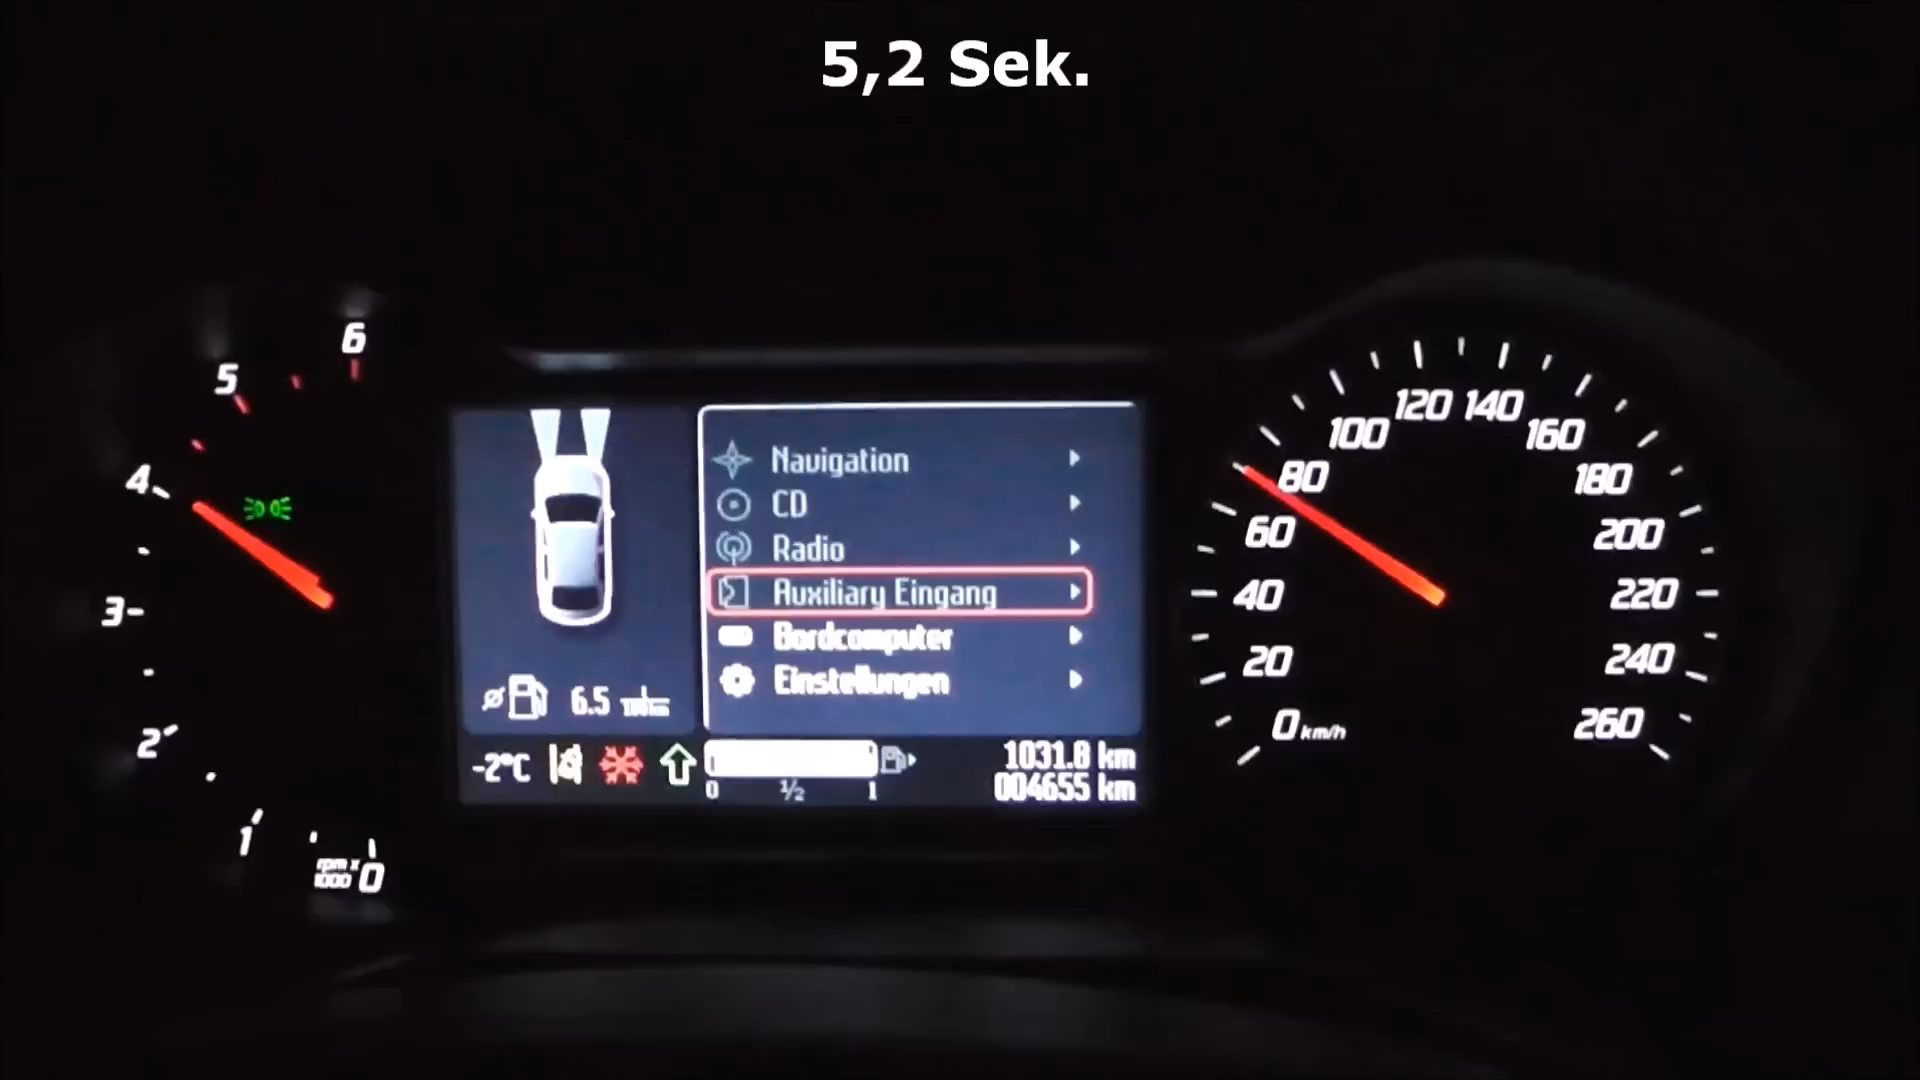 5,2 Sek.
6
5
4
3
2
1
rpm x
1000 0
Navigation
CD
Radio
Auxiliary Eingang
Bordcomputer
Einstellungen
6.5
-2°C
0 ½ 1
1031.8 km
004655 km
0 km/h
20
40
60
80
100
120
140
160
180
200
220
240
260